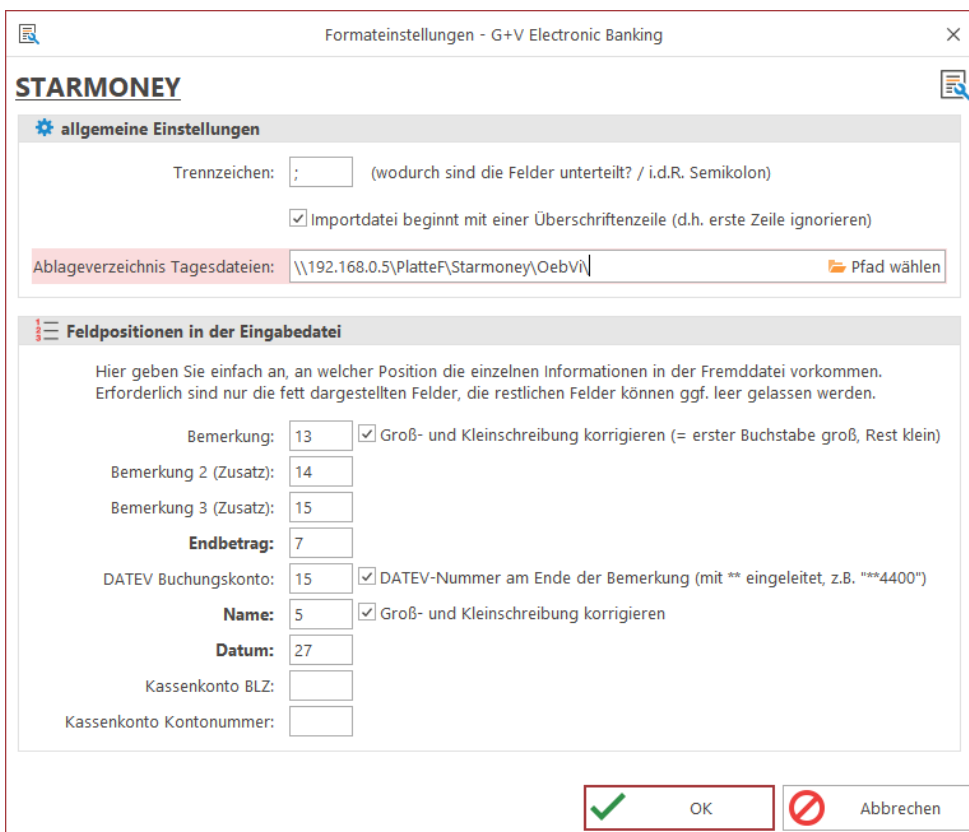 Formateinstellungen - G+V Electronic Banking
STARMONEY
allgemeine Einstellungen
Trennzeichen: ; (wodurch sind die Felder unterteilt? / i.d.R. Semikolon)
Importdatei beginnt mit einer Überschriftenzeile (d.h. erste Zeile ignorieren)
Ablageverzeichnis Tagesdateien: \\192.168.0.5\PlatteF\Starmoney\OebVi\ Pfad wählen
1 2 3 Feldpositionen in der Eingabedatei
Hier geben Sie einfach an, an welcher Position die einzelnen Informationen in der Fremddatei vorkommen.
Erforderlich sind nur die fett dargestellten Felder, die restlichen Felder können ggf. leer gelassen werden.
Bemerkung: 13 Groß- und Kleinschreibung korrigieren (= erster Buchstabe groß, Rest klein)
Bemerkung 2 (Zusatz): 14
Bemerkung 3 (Zusatz): 15
Endbetrag: 7
DATEV Buchungskonto: 15 DATEV-Nummer am Ende der Bemerkung (mit ** eingeleitet, z.B. "**4400")
Name: 5 Groß- und Kleinschreibung korrigieren
Datum: 27
Kassenkonto BLZ:
Kassenkonto Kontonummer:
OK Abbrechen